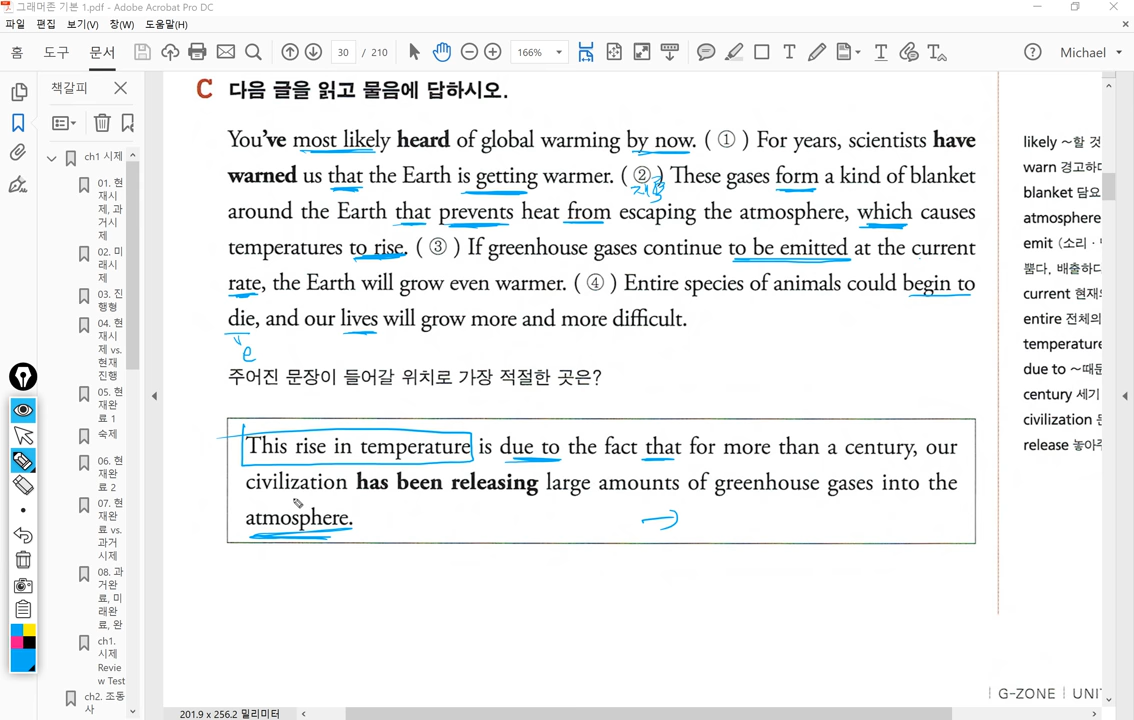 그래머존 기본 1.pdf - Adobe Acrobat Pro DC
파일 편집 보기(V) 창(W) 도움말(H)
홈 도구 문서 30 / 210 166% Michael
책갈피
ch1 시제
01. 현재시제, 과거시제
02. 미래시제
03. 진행형
04. 현재시제 vs. 현재진행
05. 현재완료 1
숙제
06. 현재완료 2
07. 현재완료 vs. 과거시제
08. 과거완료, 미래완료, 완
ch1. 시제 Review Test
ch2. 조동사
C 다음 글을 읽고 물음에 답하시오.
You've most likely heard of global warming by now. ( ① ) For years, scientists have
warned us that the Earth is getting warmer. ( ② ) These gases form a kind of blanket
around the Earth that prevents heat from escaping the atmosphere, which causes
temperatures to rise. ( ③ ) If greenhouse gases continue to be emitted at the current
rate, the Earth will grow even warmer. ( ④ ) Entire species of animals could begin to
die, and our lives will grow more and more difficult.
e
주어진 문장이 들어갈 위치로 가장 적절한 곳은?
This rise in temperature is due to the fact that for more than a century, our
civilization has been releasing large amounts of greenhouse gases into the
atmosphere.
likely ~할 것
warn 경고하다
blanket 담요
atmosphere
emit (소리·
뿜다, 배출하다
current 현재의
entire 전체의
temperature
due to ~때문
century 세기
civilization
release 놓아주
G-ZONE UNI
201.9 x 256.2 밀리미터